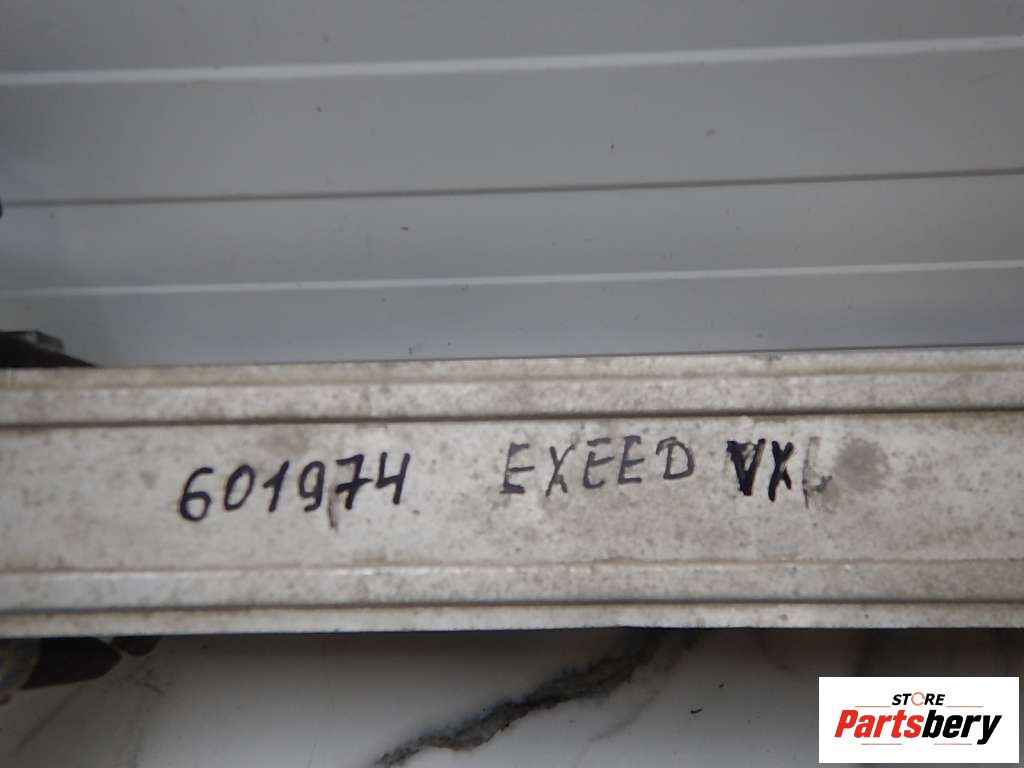 601974 EXEED VX
STORE
Partsbery